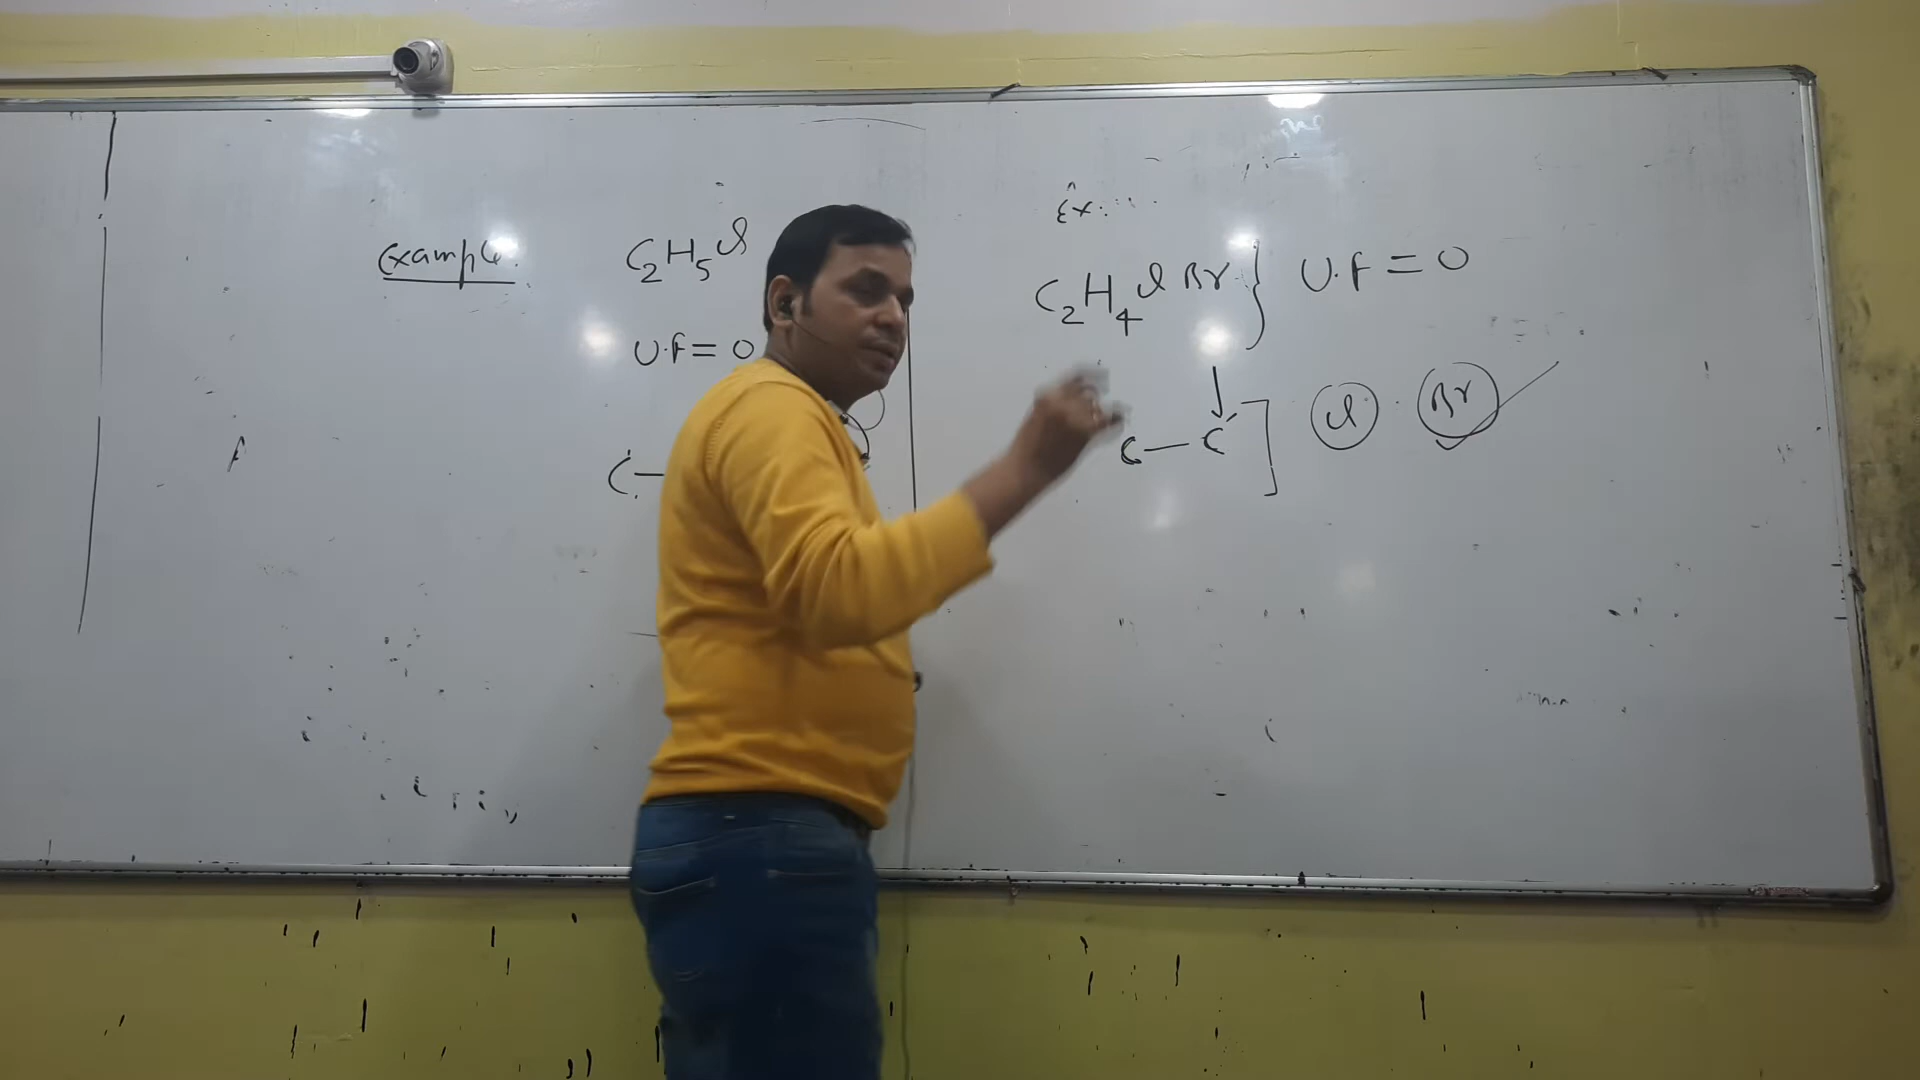 Example:
C2H5Cl
U.F = 0
C –
Ex:
C2H4ClBr } U.F = 0
C – C ] Cl Br